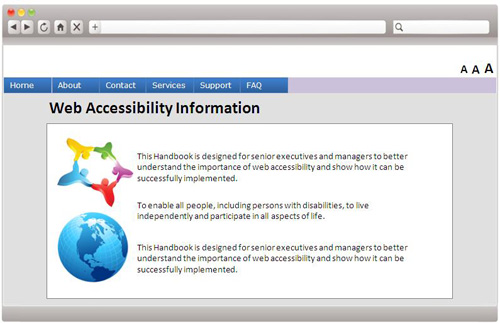 A A A
Home About Contact Services Support FAQ
Web Accessibility Information
This Handbook is designed for senior executives and managers to better
understand the importance of web accessibility and show how it can be
successfully implemented.
To enable all people, including persons with disabilities, to live
independently and participate in all aspects of life.
This Handbook is designed for senior executives and managers to better
understand the importance of web accessibility and show how it can be
successfully implemented.